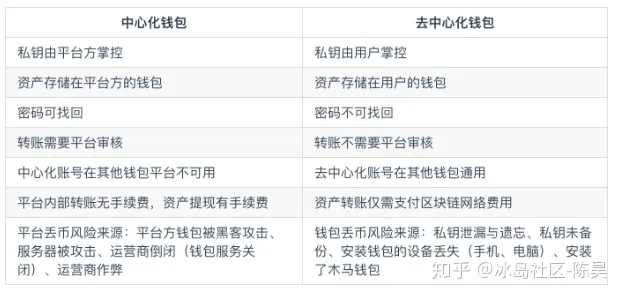 中心化钱包
去中心化钱包
私钥由平台方掌控
私钥由用户掌控
资产存储在平台方的钱包
资产存储在用户的钱包
密码可找回
密码不可找回
转账需要平台审核
转账不需要平台审核
中心化账号在其他钱包平台不可用
去中心化账号在其他钱包通用
平台内部转账无手续费，资产提现有手续费
资产转账仅需支付区块链网络费用
平台丢币风险来源：平台方钱包被黑客攻击、
服务器被攻击、运营商倒闭（钱包服务关
闭）、运营商作弊
钱包丢币风险来源：私钥泄漏与遗忘、私钥未备
份、安装钱包的设备丢失（手机、电脑）、安装
了木马钱包
知乎 @冰岛社区-陈昊